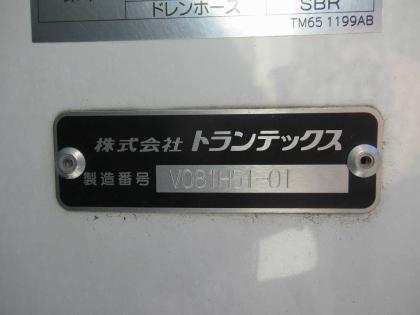 ドレンホース SBR
TM65 1199AB
株式会社 トランテックス
製造番号 V081H51-01